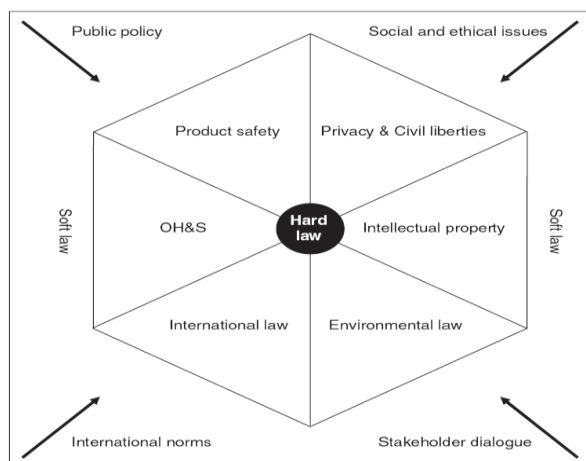 Public policy
Social and ethical issues
Product safety
Privacy & Civil liberties
Soft law
OH&S
Hard
law
Intellectual property
Soft law
International law
Environmental law
International norms
Stakeholder dialogue